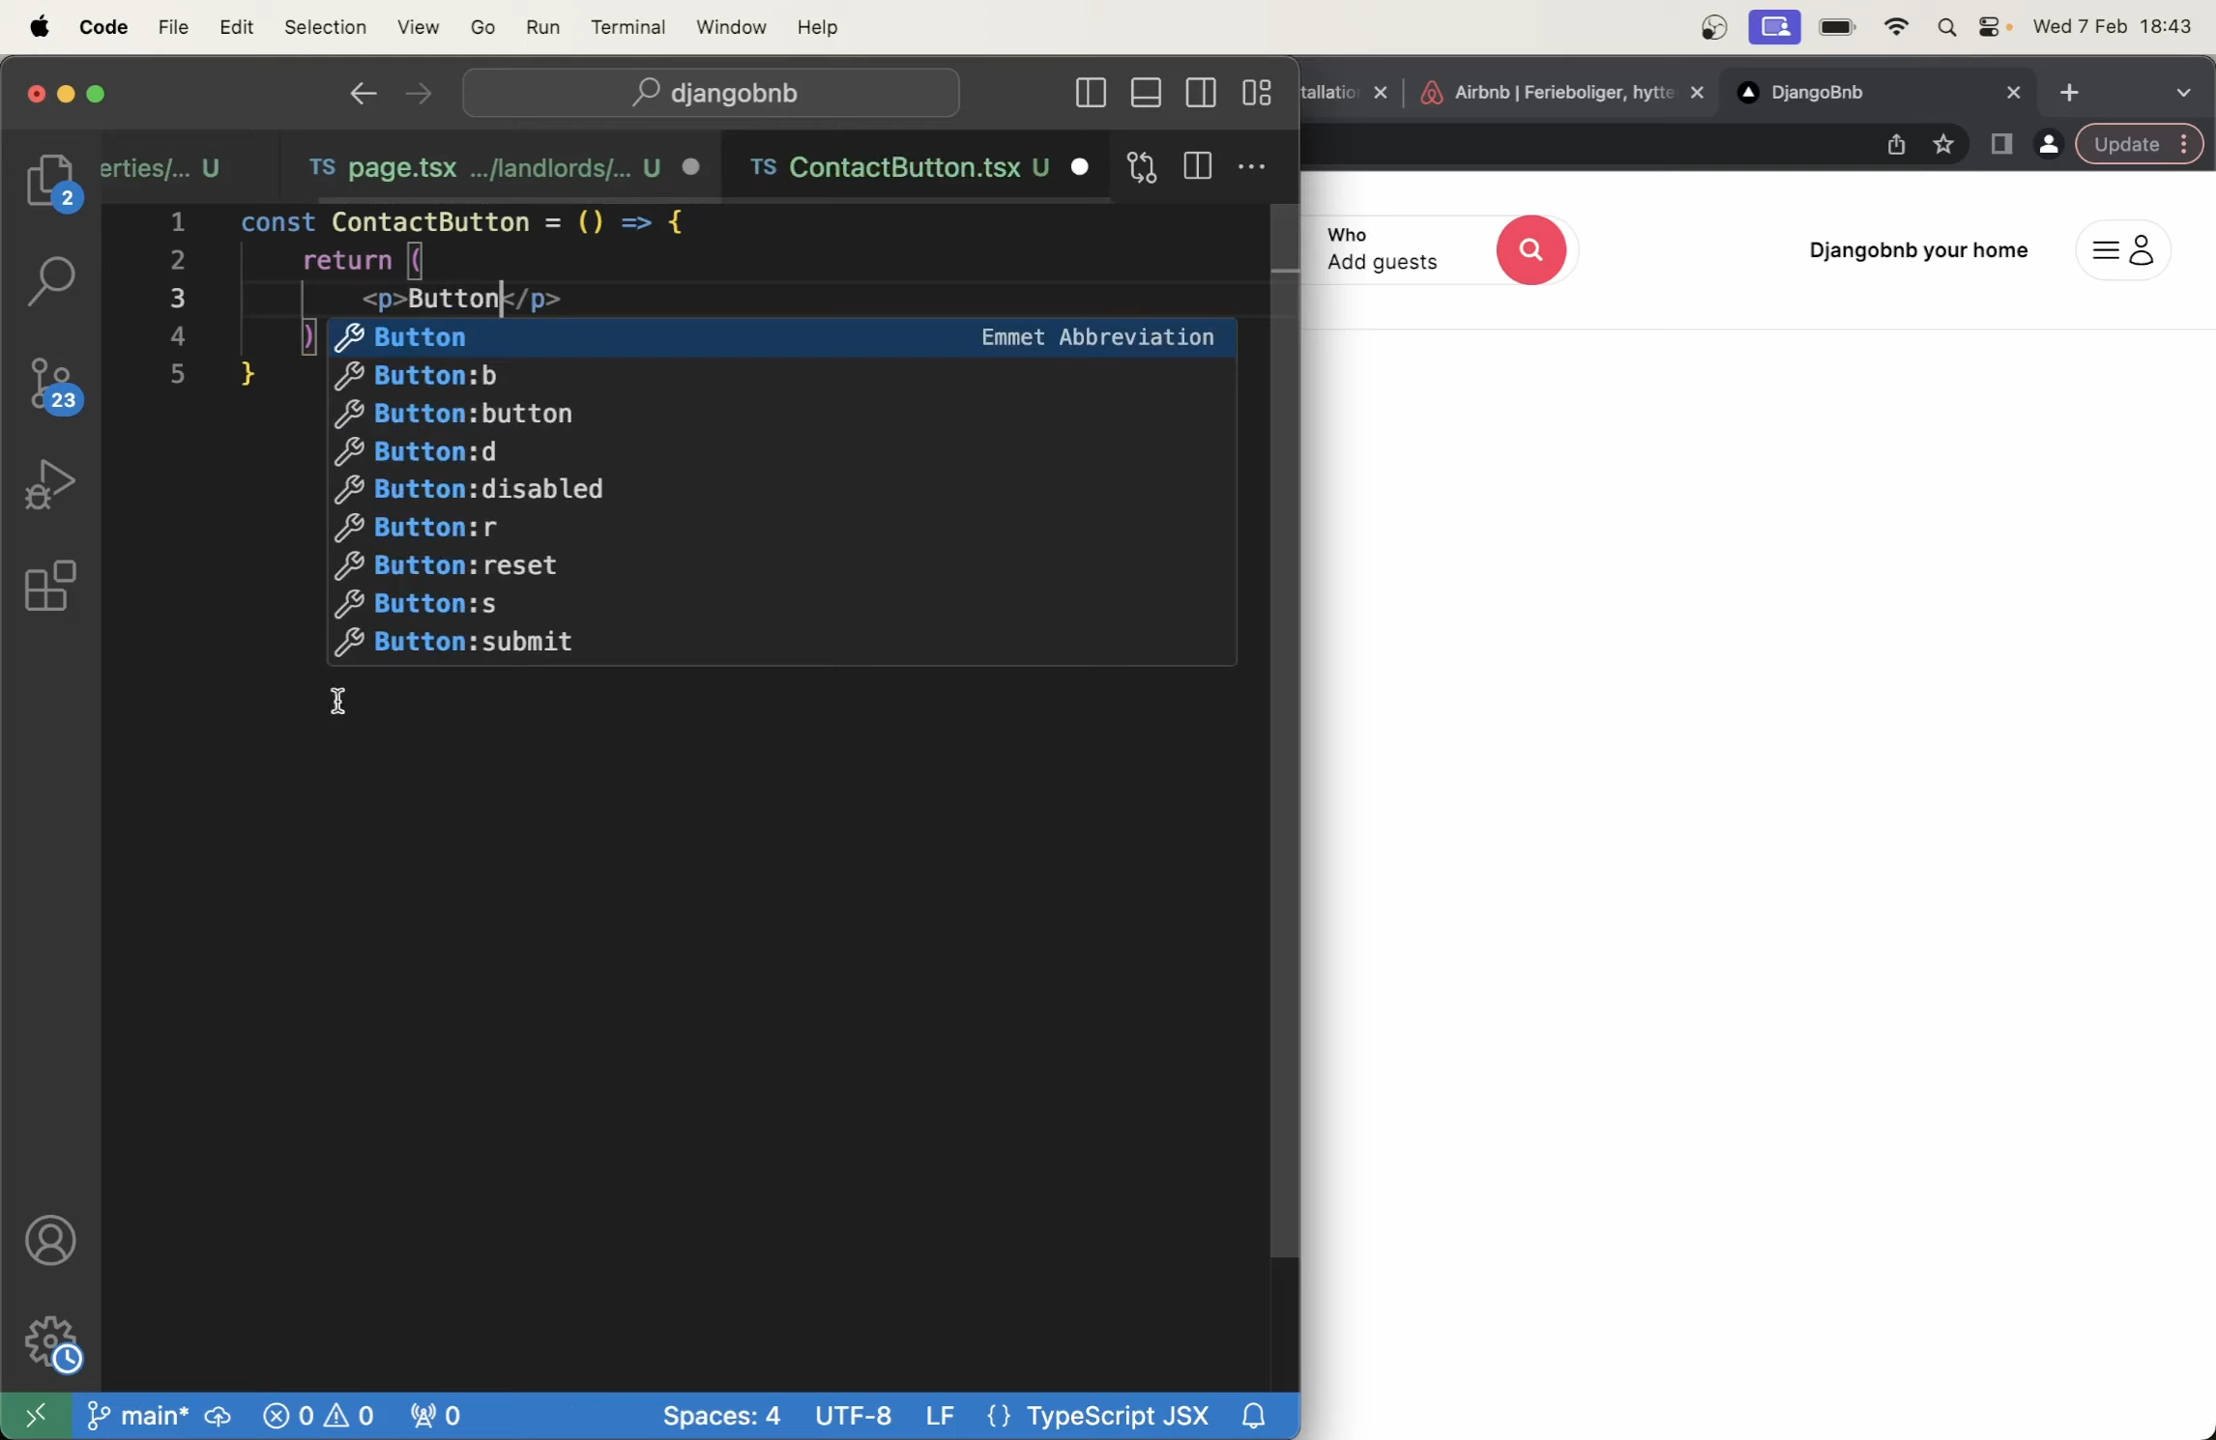 Code File Edit Selection View Go Run Terminal Window Help Wed 7 Feb 18:43
djangobnb
tallation Airbnb | Ferieboliger, hytte DjangoBnb
Update
erties/... U TS page.tsx .../landlords/... U TS ContactButton.tsx U
2
23
1 const ContactButton = () => {
2 return (
3 <p>Button</p>
4 )
5 }
Button Emmet Abbreviation
Button:b
Button:button
Button:d
Button:disabled
Button:r
Button:reset
Button:s
Button:submit
Who
Add guests
Djangobnb your home
main* 0 0 0 Spaces: 4 UTF-8 LF {} TypeScript JSX